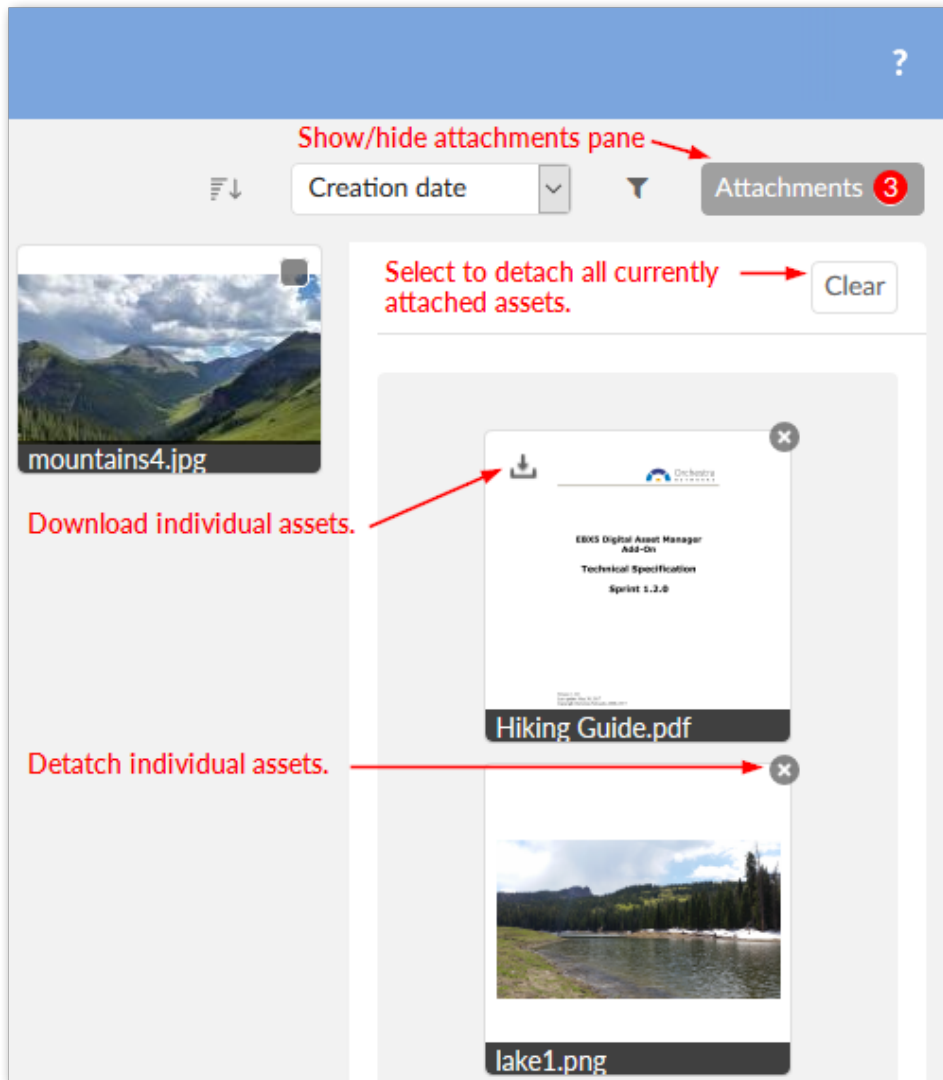 ?
Show/hide attachments pane
Creation date
Attachments 3
Select to detach all currently
attached assets.
Clear
mountains4.jpg
Download individual assets.
Orchestra
NETWORKS
EBX5 Digital Asset Manager
Add-On
Technical Specification
Sprint 1.2.0
Hiking Guide.pdf
Detatch individual assets.
lake1.png